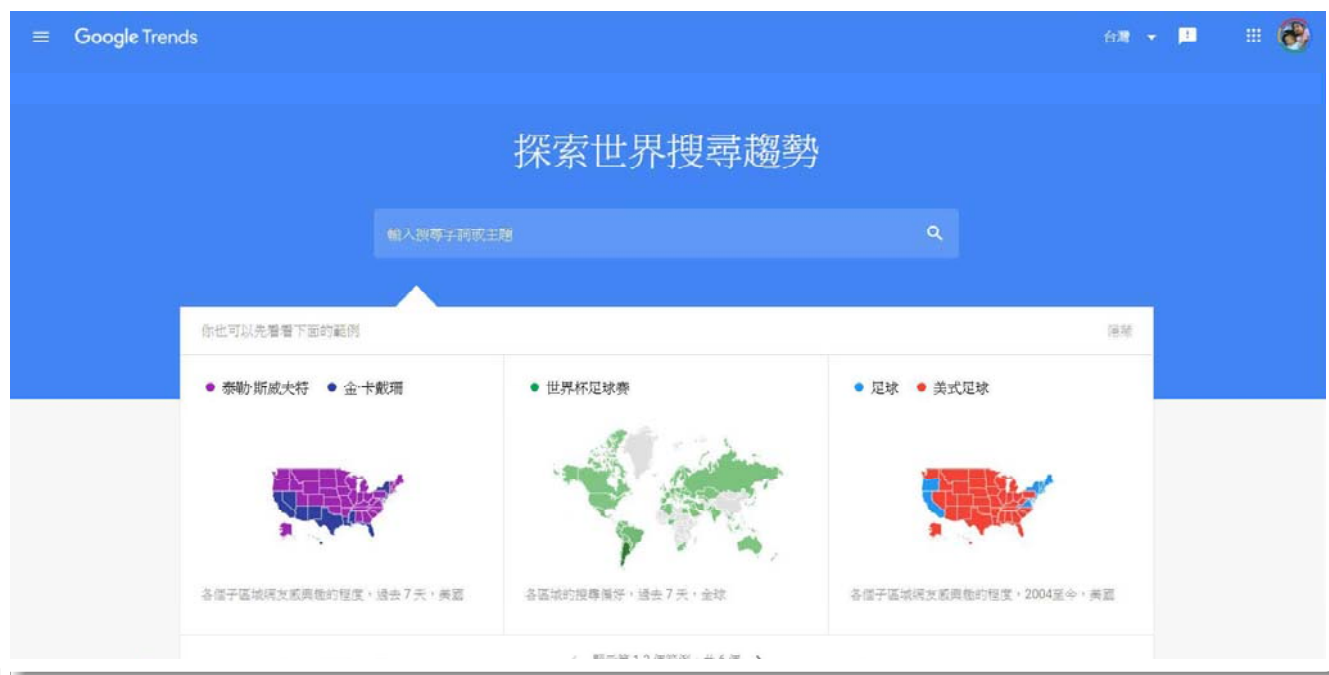 Google Trends
台灣
探索世界搜尋趨勢
輸入搜尋字詞或主題
你也可以先看看下面的範例
隱藏
泰勒·斯威夫特 金·卡戴珊
世界杯足球賽
足球 美式足球
各個子區域網友感興趣的程度，過去 7 天，美國
各區域的搜尋偏好，過去 7 天，全球
各個子區域網友感興趣的程度，2004至今，美國